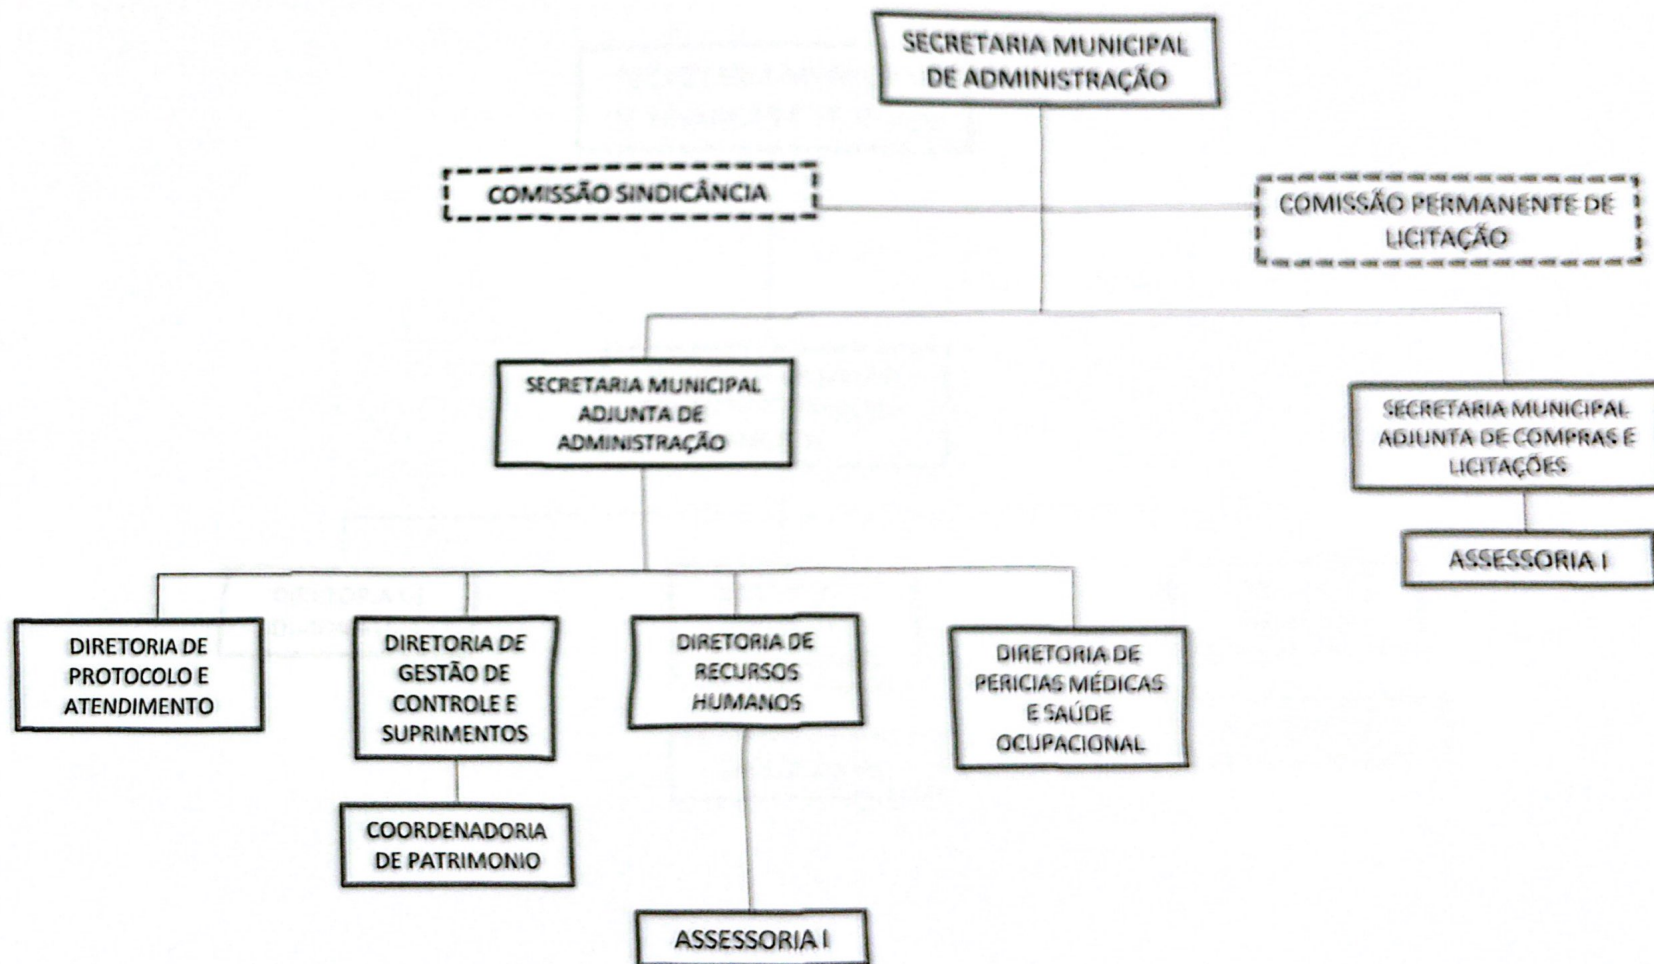 SECRETARIA MUNICIPAL
DE ADMINISTRAÇÃO
COMISSÃO SINDICÂNCIA
COMISSÃO PERMANENTE DE
LICITAÇÃO
SECRETARIA MUNICIPAL
ADJUNTA DE
ADMINISTRAÇÃO
SECRETARIA MUNICIPAL
ADJUNTA DE COMPRAS E
LICITAÇÕES
ASSESSORIA I
DIRETORIA DE
PROTOCOLO E
ATENDIMENTO
DIRETORIA DE
GESTÃO DE
CONTROLE E
SUPRIMENTOS
DIRETORIA DE
RECURSOS
HUMANOS
DIRETORIA DE
PERICIAS MÉDICAS
E SAÚDE
OCUPACIONAL
COORDENADORIA
DE PATRIMONIO
ASSESSORIA I